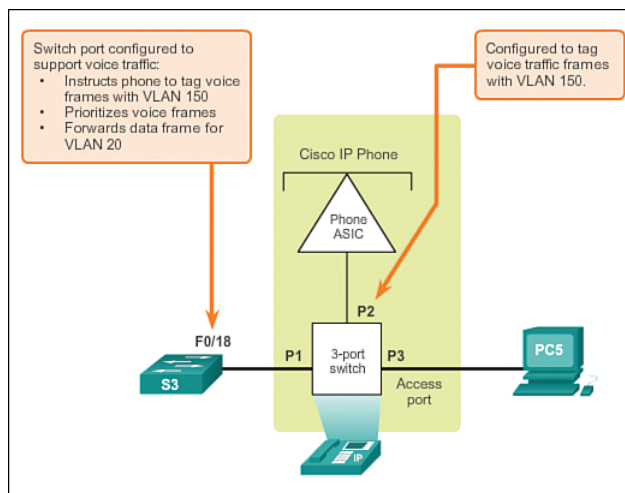 Switch port configured to
support voice traffic:
• Instructs phone to tag voice
frames with VLAN 150
• Prioritizes voice frames
• Forwards data frame for
VLAN 20
Configured to tag
voice traffic frames
with VLAN 150.
Cisco IP Phone
Phone
ASIC
P2
F0/18
P1
3-port
switch
P3
PC5
S3
Access
port
IP